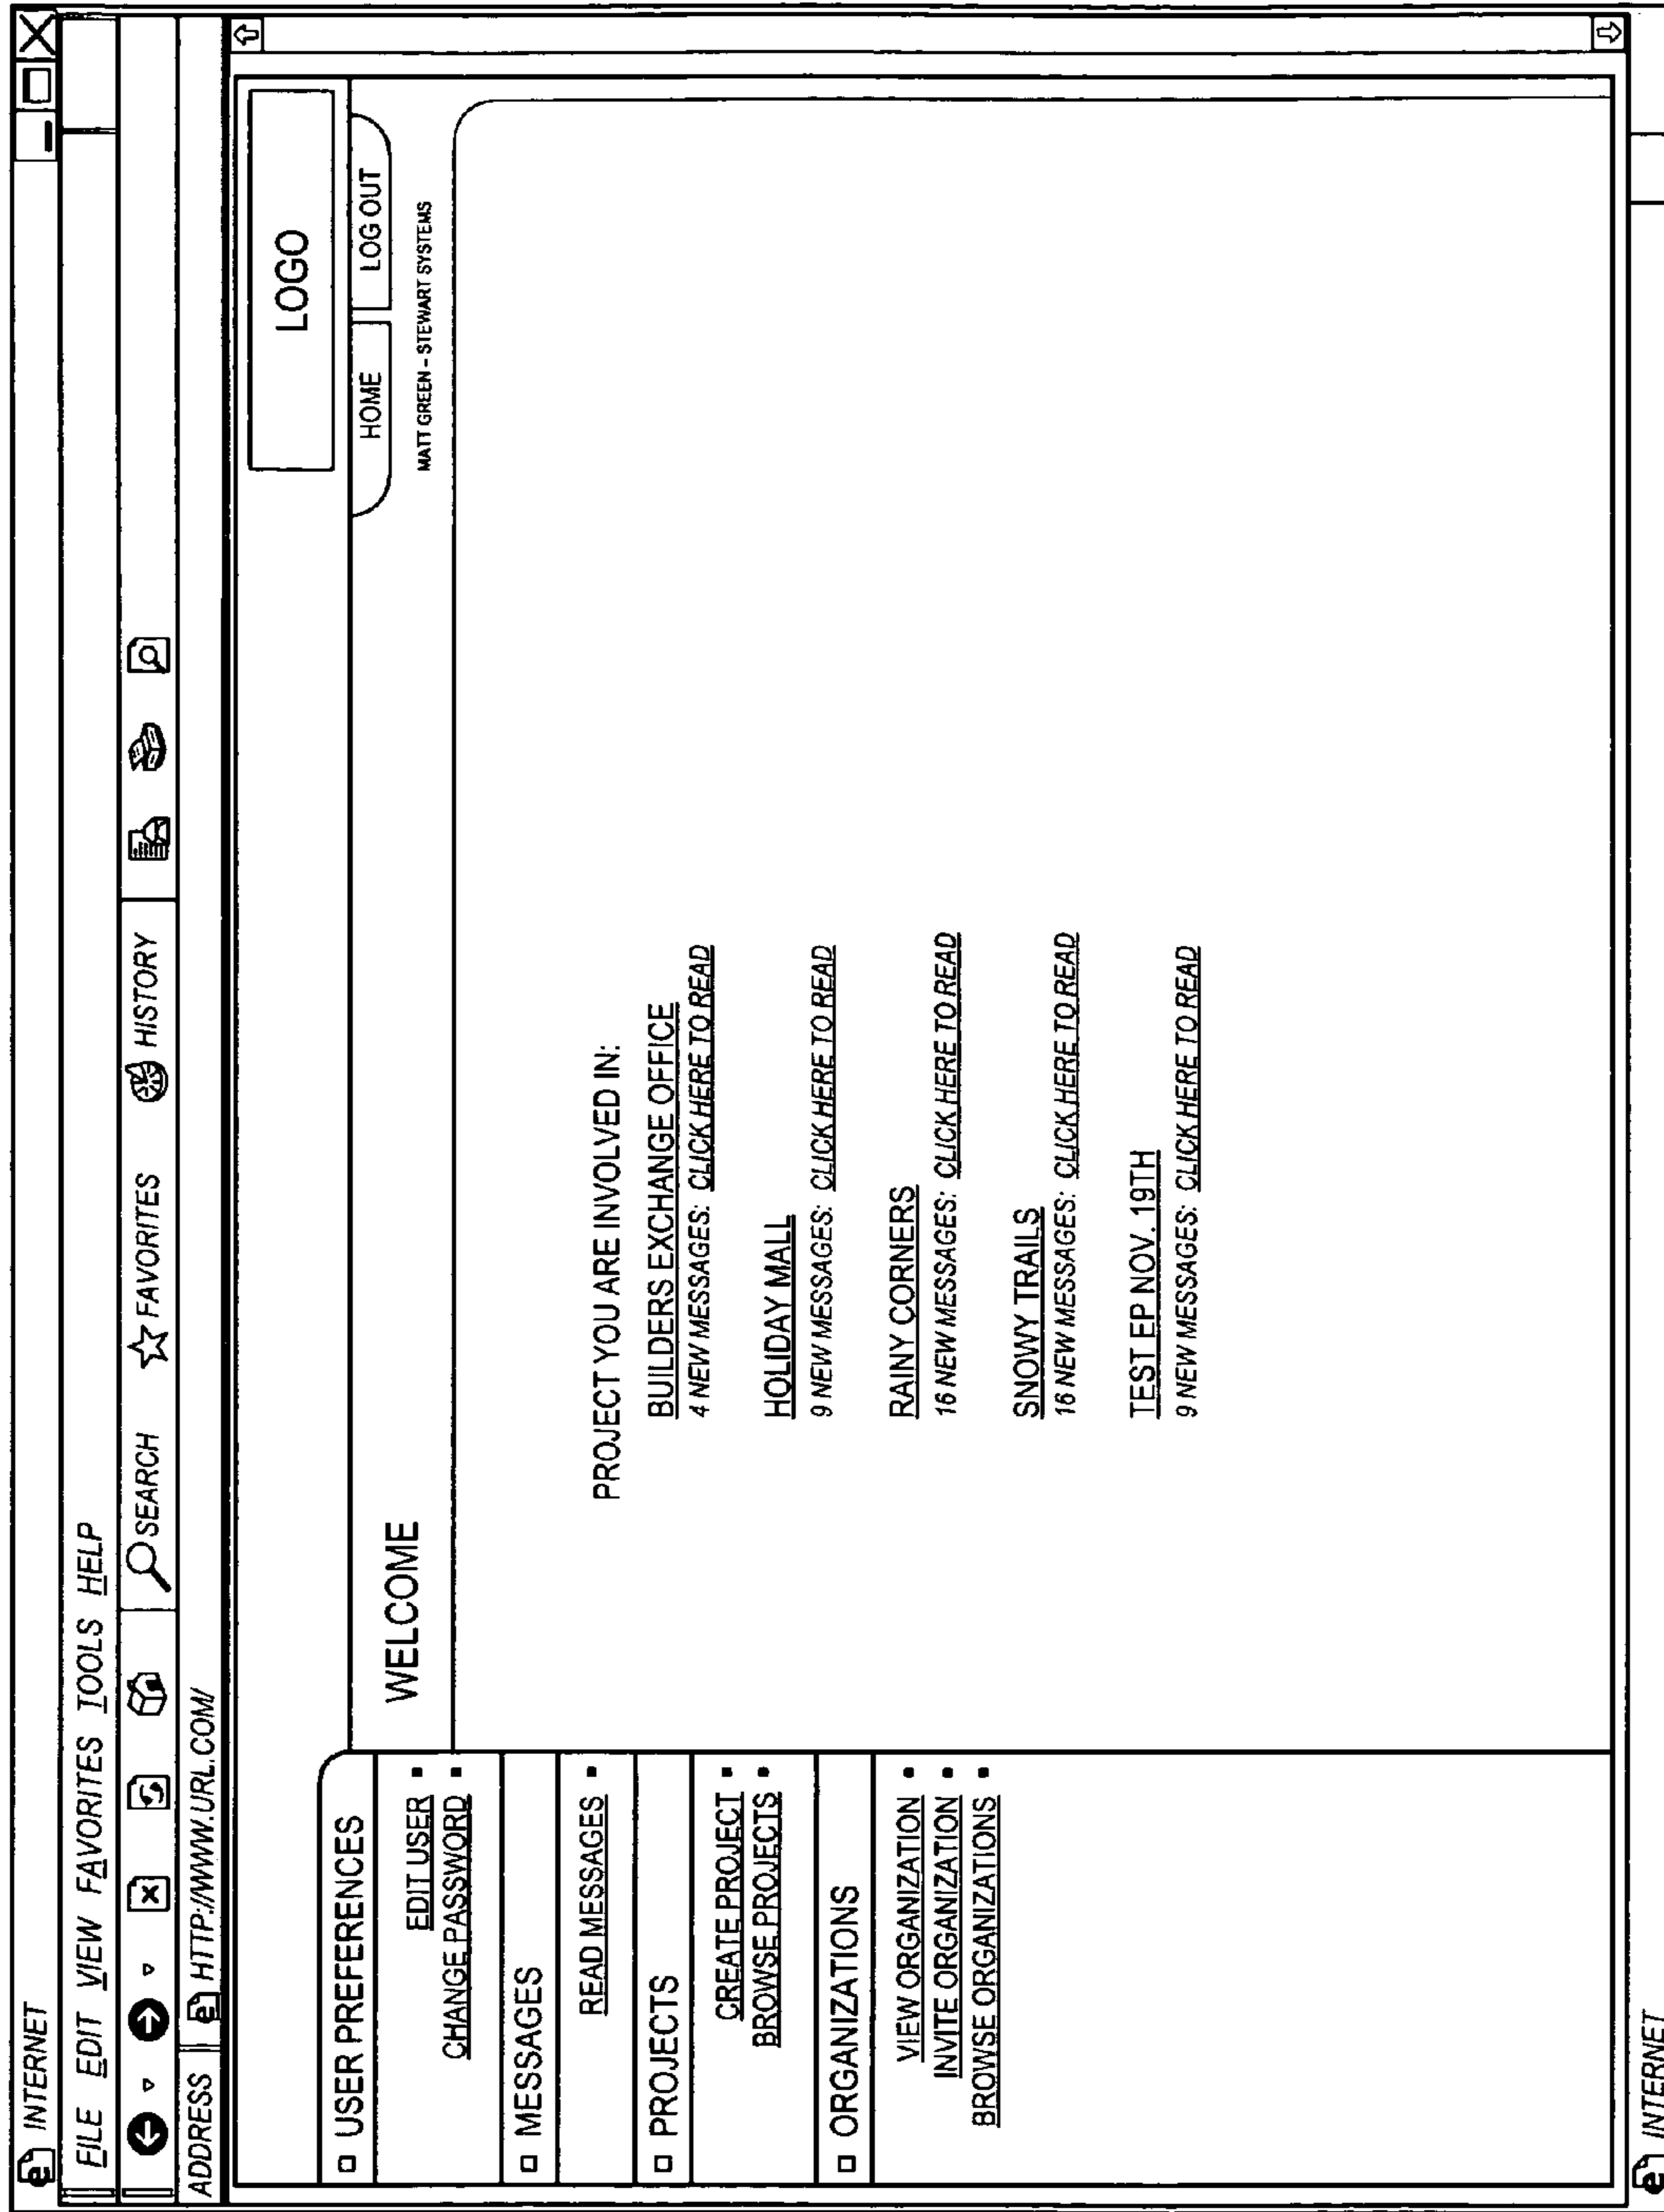 INTERNET
FILE EDIT VIEW FAVORITES TOOLS HELP
SEARCH FAVORITES HISTORY
ADDRESS HTTP://WWW.URL.COM/
LOGO
HOME LOG OUT
WELCOME
MATT GREEN - STEWART SYSTEMS
USER PREFERENCES
EDIT USER
CHANGE PASSWORD
MESSAGES
READ MESSAGES
PROJECTS
CREATE PROJECT
BROWSE PROJECTS
ORGANIZATIONS
VIEW ORGANIZATION
INVITE ORGANIZATION
BROWSE ORGANIZATIONS
PROJECT YOU ARE INVOLVED IN:
BUILDERS EXCHANGE OFFICE
4 NEW MESSAGES: CLICK HERE TO READ
HOLIDAY MALL
9 NEW MESSAGES: CLICK HERE TO READ
RAINY CORNERS
16 NEW MESSAGES: CLICK HERE TO READ
SNOWY TRAILS
16 NEW MESSAGES: CLICK HERE TO READ
TEST EP NOV. 19TH
9 NEW MESSAGES: CLICK HERE TO READ
INTERNET